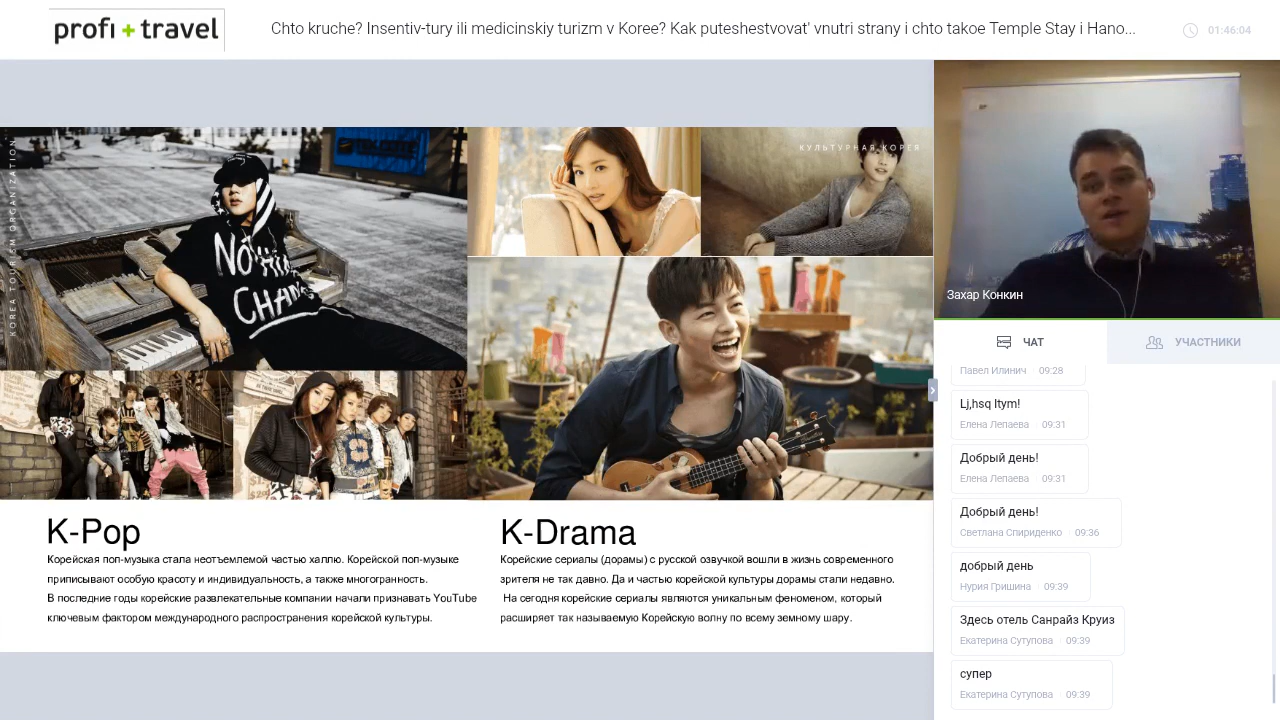 profi + travel
Chto kruche? Insentiv-tury ili medicinskiy turizm v Koree? Kak puteshestvovat' vnutri strany i chto takoe Temple Stay i Hano...
01:46:04
KOREA TOURISM ORGANIZATION
КУЛЬТУРНАЯ КОРЕЯ
K-Pop
Корейская поп-музыка стала неотъемлемой частью халлю. Корейской поп-музыке
приписывают особую красоту и индивидуальность, а также многогранность.
В последние годы корейские развлекательные компании начали признавать YouTube
ключевым фактором международного распространения корейской культуры.
K-Drama
Корейские сериалы (дорамы) с русской озвучкой вошли в жизнь современного
зрителя не так давно. Да и частью корейской культуры дорамы стали недавно.
На сегодня корейские сериалы являются уникальным феноменом, который
расширяет так называемую Корейскую волну по всему земному шару.
Захар Конкин
ЧАТ
УЧАСТНИКИ
Павел Илинич 09:28
Lj,hsq ltym!
Елена Лепаева 09:31
Добрый день!
Елена Лепаева 09:31
Добрый день!
Светлана Спириденко 09:36
добрый день
Нурия Гришина 09:39
Здесь отель Санрайз Круиз
Екатерина Сутупова 09:39
супер
Екатерина Сутупова 09:39